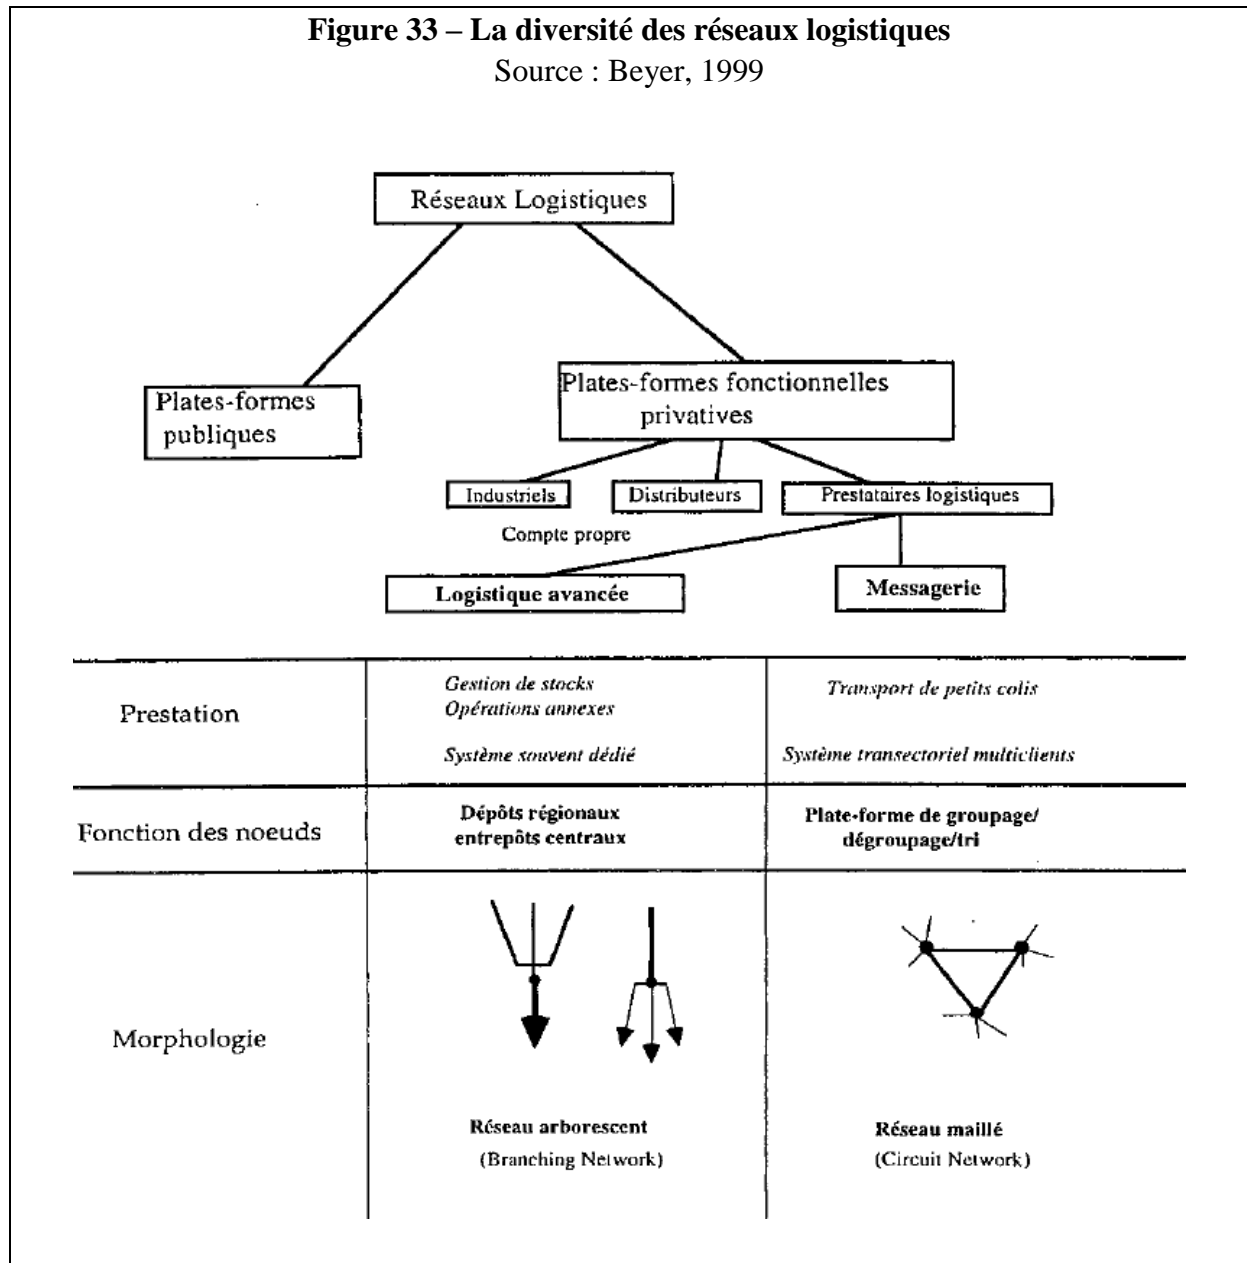 Figure 33 – La diversité des réseaux logistiques
Source : Beyer, 1999
Réseaux Logistiques
Plates-formes
publiques
Plates-formes fonctionnelles
privatives
Industriels
Distributeurs
Prestataires logistiques
Compte propre
Logistique avancée
Messagerie
Prestation
Gestion de stocks
Opérations annexes
Système souvent dédié
Transport de petits colis
Système transectoriel multiclients
Fonction des noeuds
Dépôts régionaux
entrepôts centraux
Plate-forme de groupage/
dégroupage/tri
Morphologie
Réseau arborescent
(Branching Network)
Réseau maillé
(Circuit Network)